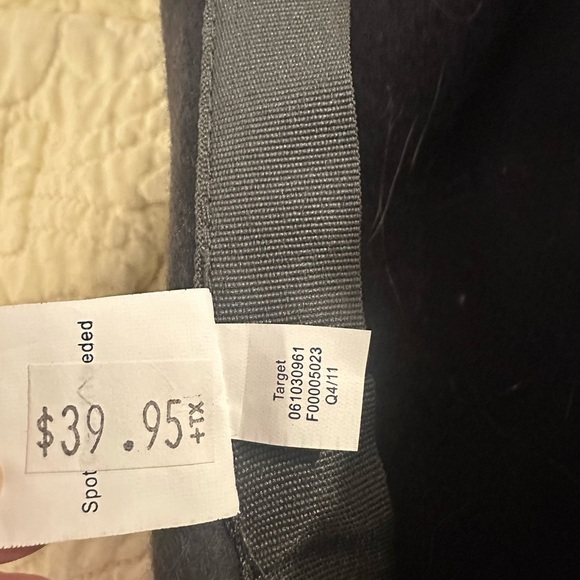 Spot eded
$39.95+TX
Target
061030961
F00005023
Q4/11